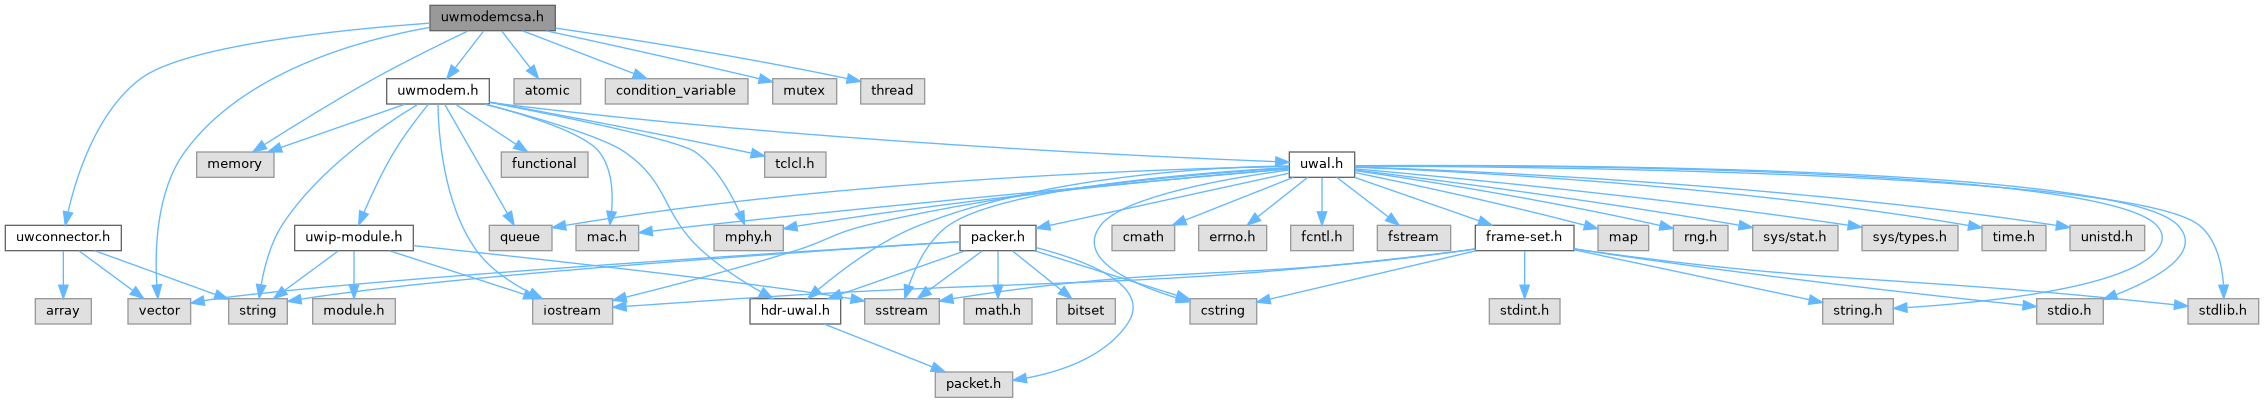 uwmodemcsa.h
uwmodem.h
atomic
condition_variable
mutex
thread
memory
functional
tclcl.h
uwal.h
uwconnector.h
uwip-module.h
queue
mac.h
mphy.h
packer.h
cmath
errno.h
fcntl.h
fstream
frame-set.h
map
rng.h
sys/stat.h
sys/types.h
time.h
unistd.h
array
vector
string
module.h
iostream
hdr-uwal.h
sstream
math.h
bitset
cstring
stdint.h
string.h
stdio.h
stdlib.h
packet.h